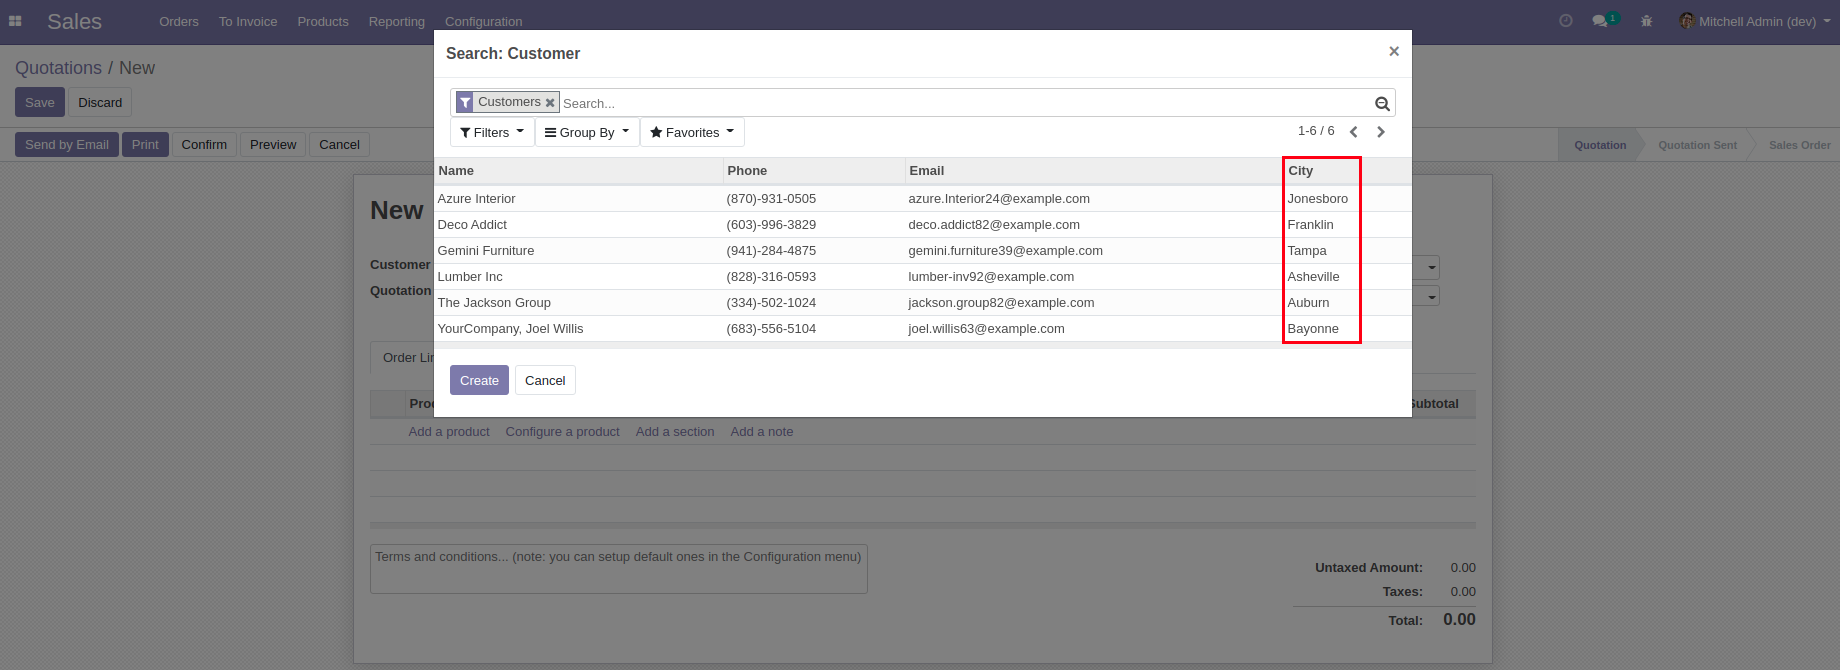 Sales Orders To Invoice Products Reporting Configuration 1 Mitchell Admin (dev)
Quotations / New
Save Discard
Send by Email Print Confirm Preview Cancel Quotation Quotation Sent Sales Order
Search: Customer ×
Customers Search...
Filters Group By Favorites 1-6 / 6
Name Phone Email City
Azure Interior (870)-931-0505 azure.Interior24@example.com Jonesboro
Deco Addict (603)-996-3829 deco.addict82@example.com Franklin
Gemini Furniture (941)-284-4875 gemini.furniture39@example.com Tampa
Lumber Inc (828)-316-0593 lumber-inv92@example.com Asheville
The Jackson Group (334)-502-1024 jackson.group82@example.com Auburn
YourCompany, Joel Willis (683)-556-5104 joel.willis63@example.com Bayonne
Create Cancel
New
Customer
Quotation
Order Lin
Prod Subtotal
Add a product Configure a product Add a section Add a note
Terms and conditions... (note: you can setup default ones in the Configuration menu)
Untaxed Amount: 0.00
Taxes: 0.00
Total: 0.00